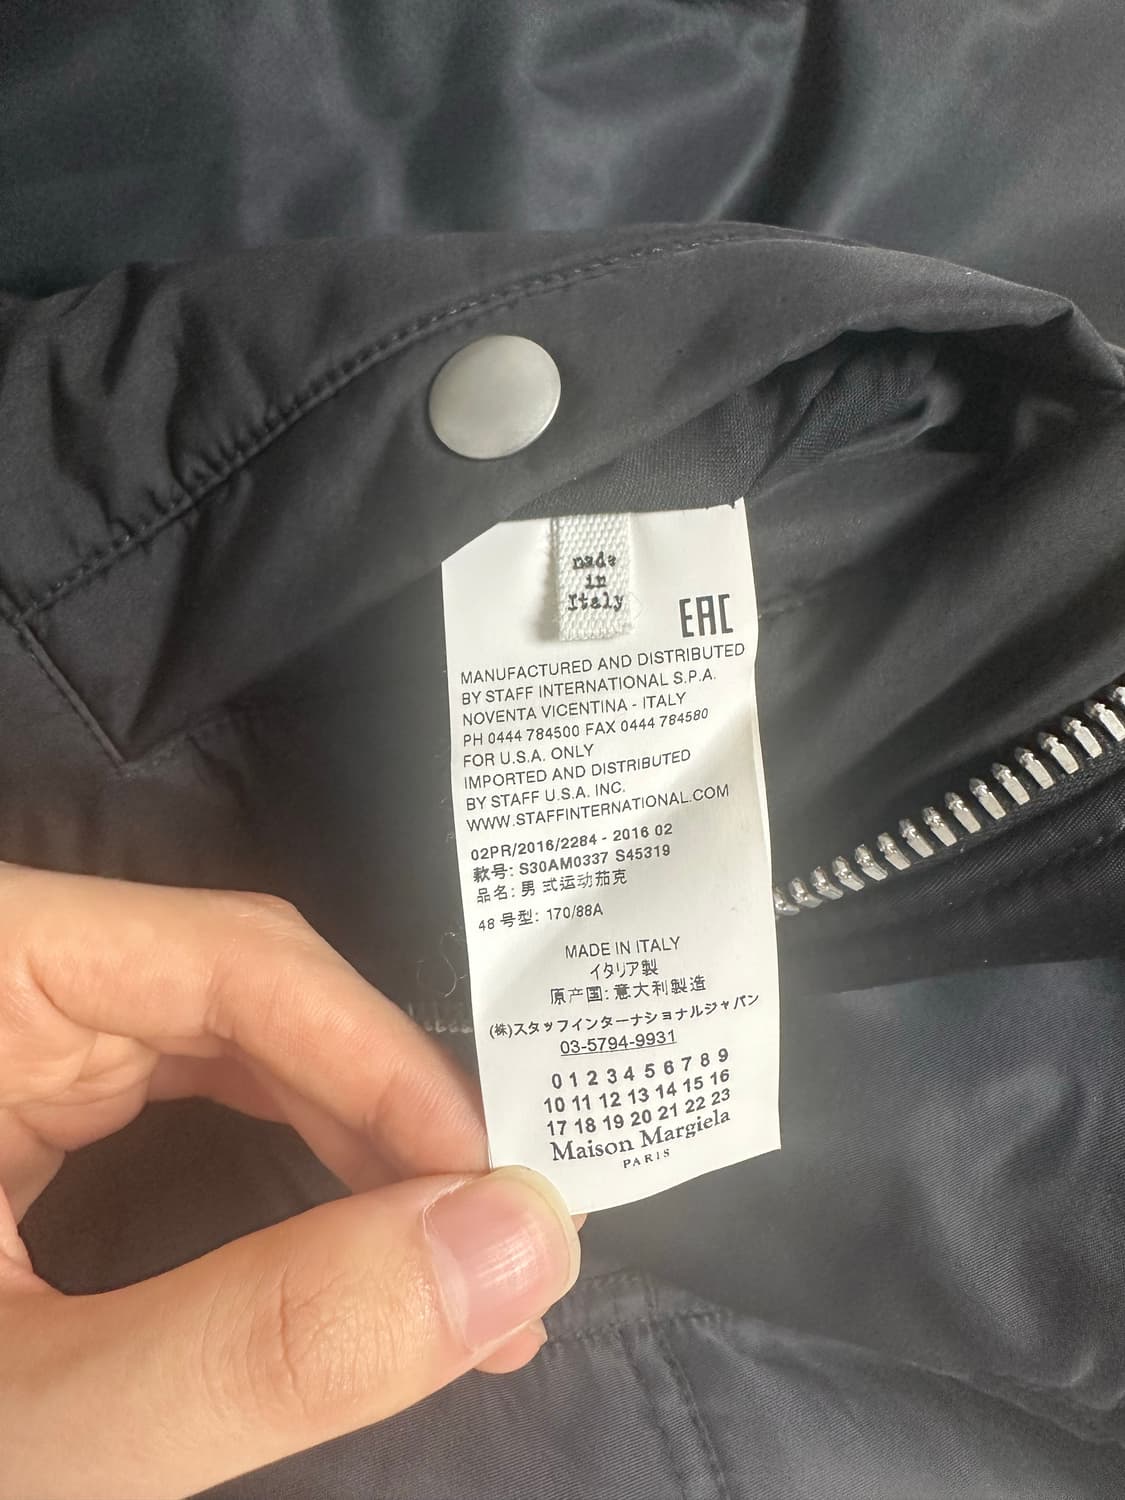 made
in
Italy
EAC
MANUFACTURED AND DISTRIBUTED
BY STAFF INTERNATIONAL S.P.A.
NOVENTA VICENTINA - ITALY
PH 0444 784500 FAX 0444 784580
FOR U.S.A. ONLY
IMPORTED AND DISTRIBUTED
BY STAFF U.S.A. INC.
WWW.STAFFINTERNATIONAL.COM
02PR/2016/2284 - 2016 02
款号: S30AM0337 S45319
品名: 男 式运动茄克
48 号型: 170/88A
MADE IN ITALY
イタリア製
原产国: 意大利製造
(株)スタッフインターナショナルジャパン
03-5794-9931
0 1 2 3 4 5 6 7 8 9
10 11 12 13 14 15 16
17 18 19 20 21 22 23
Maison Margiela
PARIS